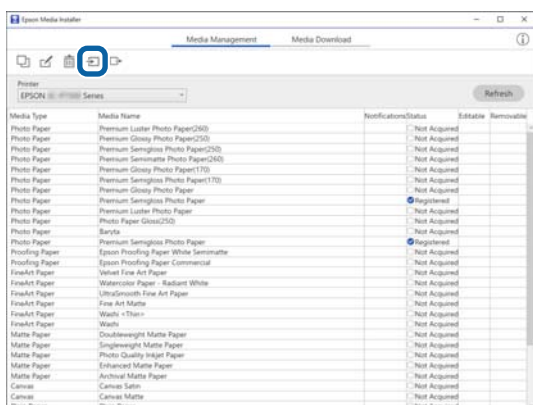 Epson Media Installer
Media Management Media Download
Printer
EPSON Series
Refresh
Media Type Media Name Notifications Status Editable Removable
Photo Paper Premium Luster Photo Paper(260) Not Acquired
Photo Paper Premium Glossy Photo Paper(250) Not Acquired
Photo Paper Premium Semigloss Photo Paper(250) Not Acquired
Photo Paper Premium Semimatte Photo Paper(260) Not Acquired
Photo Paper Premium Glossy Photo Paper(170) Not Acquired
Photo Paper Premium Semigloss Photo Paper(170) Not Acquired
Photo Paper Premium Glossy Photo Paper Not Acquired
Photo Paper Premium Semigloss Photo Paper Registered
Photo Paper Premium Luster Photo Paper Not Acquired
Photo Paper Photo Paper Gloss(250) Not Acquired
Photo Paper Baryta Not Acquired
Photo Paper Premium Semigloss Photo Paper Registered
Proofing Paper Epson Proofing Paper White Semimatte Not Acquired
Proofing Paper Epson Proofing Paper Commercial Not Acquired
FineArt Paper Velvet Fine Art Paper Not Acquired
FineArt Paper Watercolor Paper - Radiant White Not Acquired
FineArt Paper UltraSmooth Fine Art Paper Not Acquired
FineArt Paper Fine Art Matte Not Acquired
FineArt Paper Washi <Thin> Not Acquired
FineArt Paper Washi Not Acquired
Matte Paper Doubleweight Matte Paper Not Acquired
Matte Paper Singleweight Matte Paper Not Acquired
Matte Paper Photo Quality Inkjet Paper Not Acquired
Matte Paper Enhanced Matte Paper Not Acquired
Matte Paper Archival Matte Paper Not Acquired
Canvas Canvas Satin Not Acquired
Canvas Canvas Matte Not Acquired